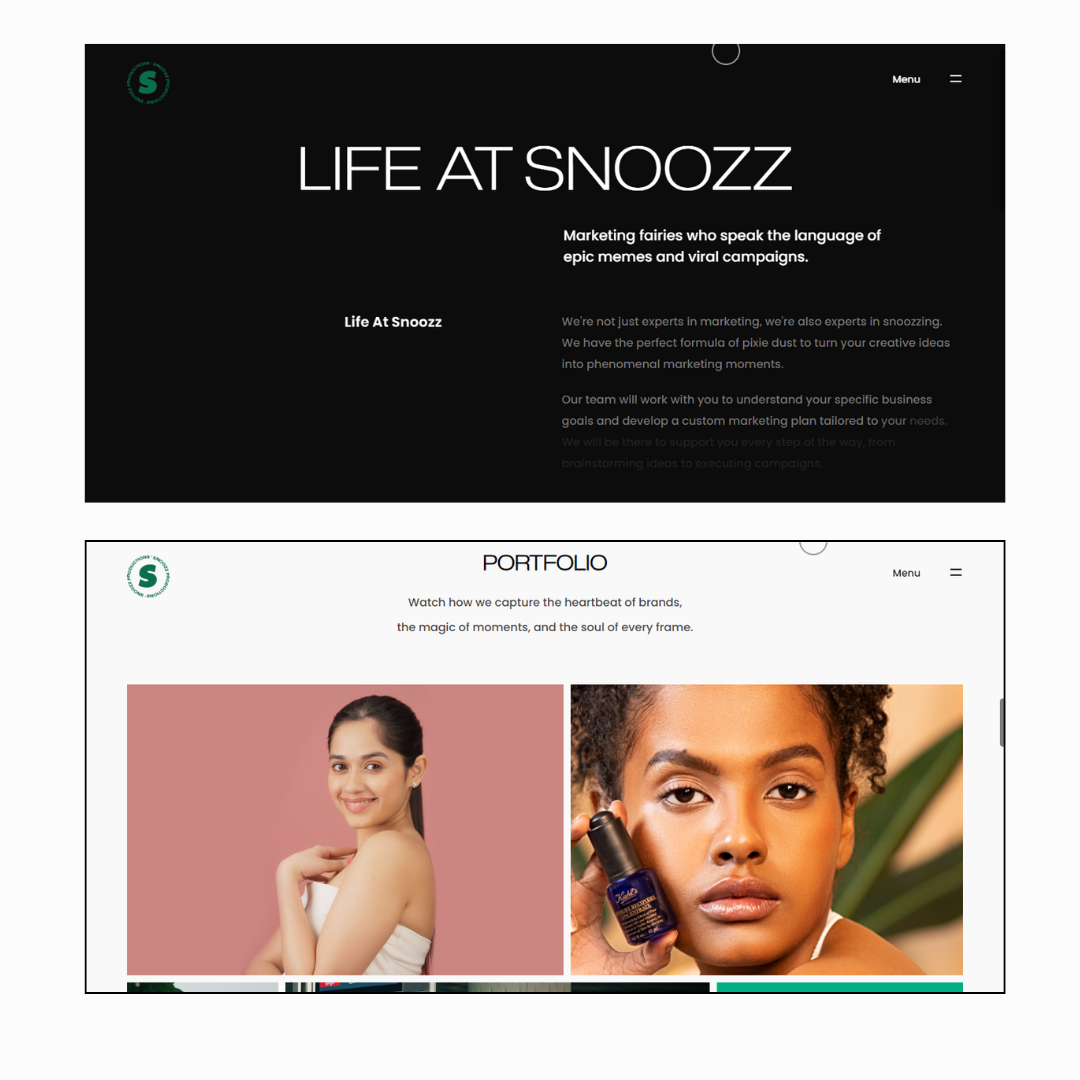 S
SNOOZZ PRODUCTIONS
Menu
LIFE AT SNOOZZ
Marketing fairies who speak the language of
epic memes and viral campaigns.
Life At Snoozz
We're not just experts in marketing, we're also experts in snoozzing.
We have the perfect formula of pixie dust to turn your creative ideas
into phenomenal marketing moments.
Our team will work with you to understand your specific business
goals and develop a custom marketing plan tailored to your needs.
We will be there to support you every step of the way, from
brainstorming ideas to executing campaigns.
S
SNOOZZ PRODUCTIONS
PORTFOLIO
Menu
Watch how we capture the heartbeat of brands,
the magic of moments, and the soul of every frame.
Kiehl's